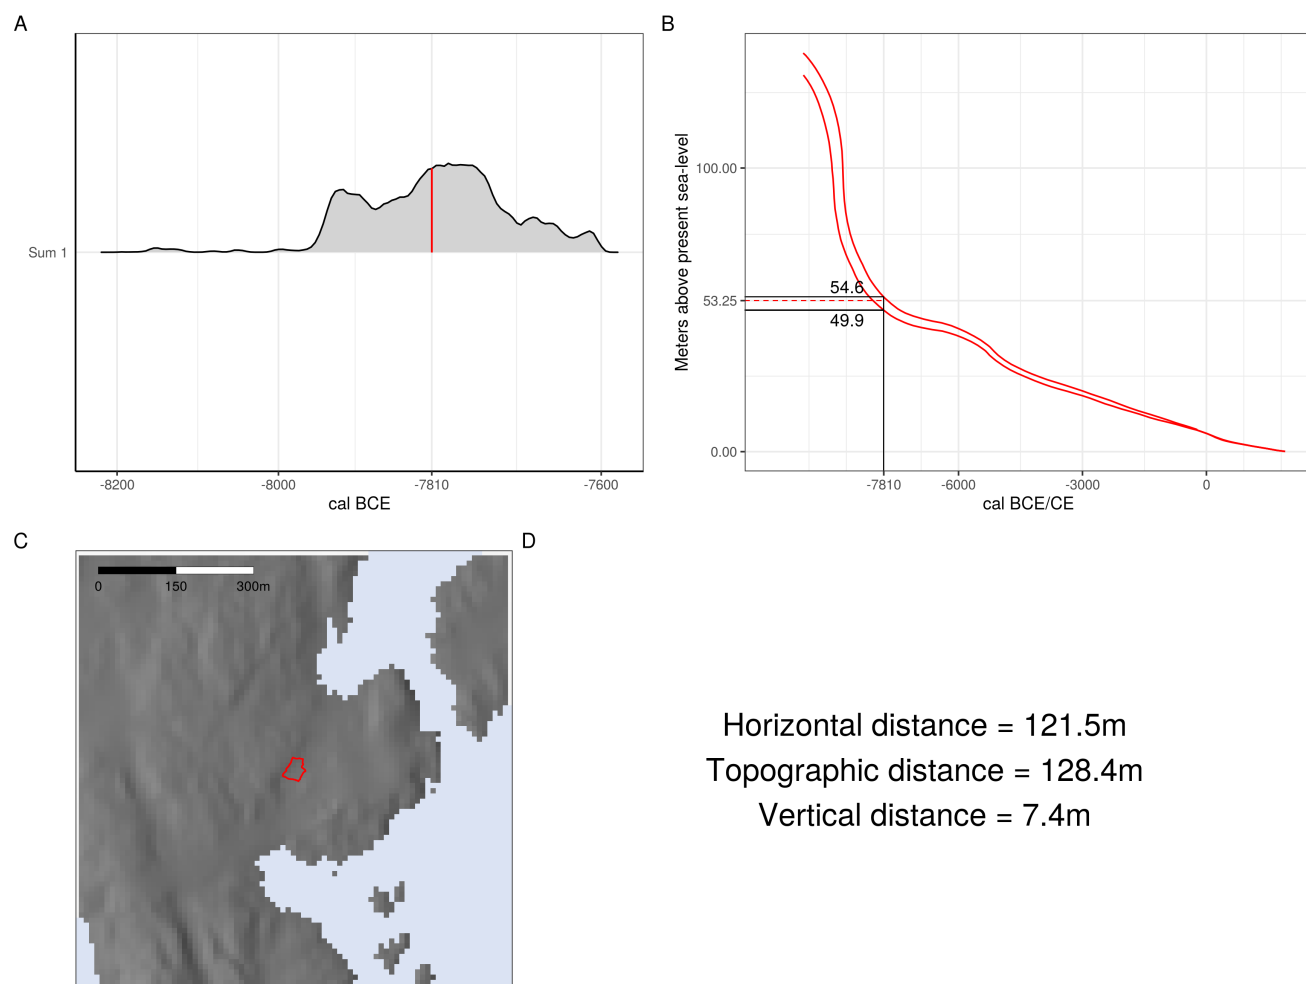 A
Sum 1
-8200 -8000 -7810 -7600
cal BCE
B
Meters above present sea-level
100.00
54.6
53.25
49.9
0.00
-7810 -6000 -3000 0
cal BCE/CE
C
0 150 300m
D
Horizontal distance = 121.5m
Topographic distance = 128.4m
Vertical distance = 7.4m